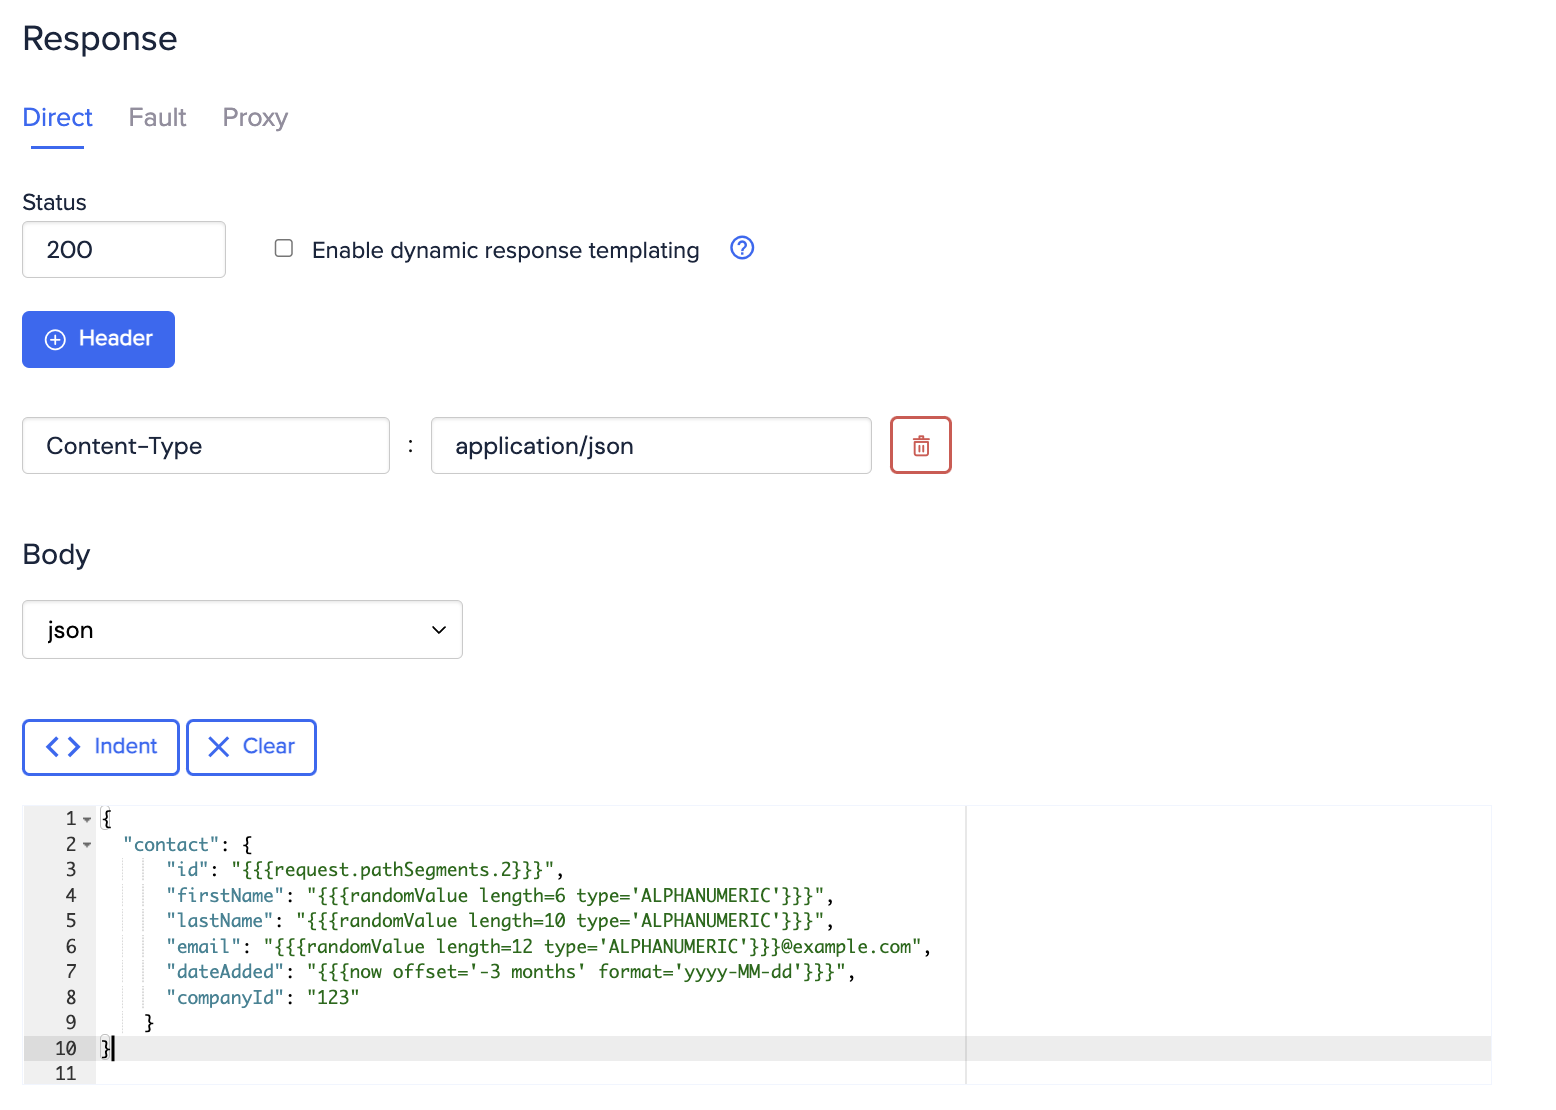 Response
Direct Fault Proxy
Status
200 Enable dynamic response templating ?
Header
Content-Type : application/json
Body
json
Indent Clear
1 {
2   "contact": {
3       "id": "{{{request.pathSegments.2}}}",
4       "firstName": "{{{randomValue length=6 type='ALPHANUMERIC'}}}",
5       "lastName": "{{{randomValue length=10 type='ALPHANUMERIC'}}}",
6       "email": "{{{randomValue length=12 type='ALPHANUMERIC'}}}@example.com",
7       "dateAdded": "{{{now offset='-3 months' format='yyyy-MM-dd'}}}",
8       "companyId": "123"
9     }
10 }
11